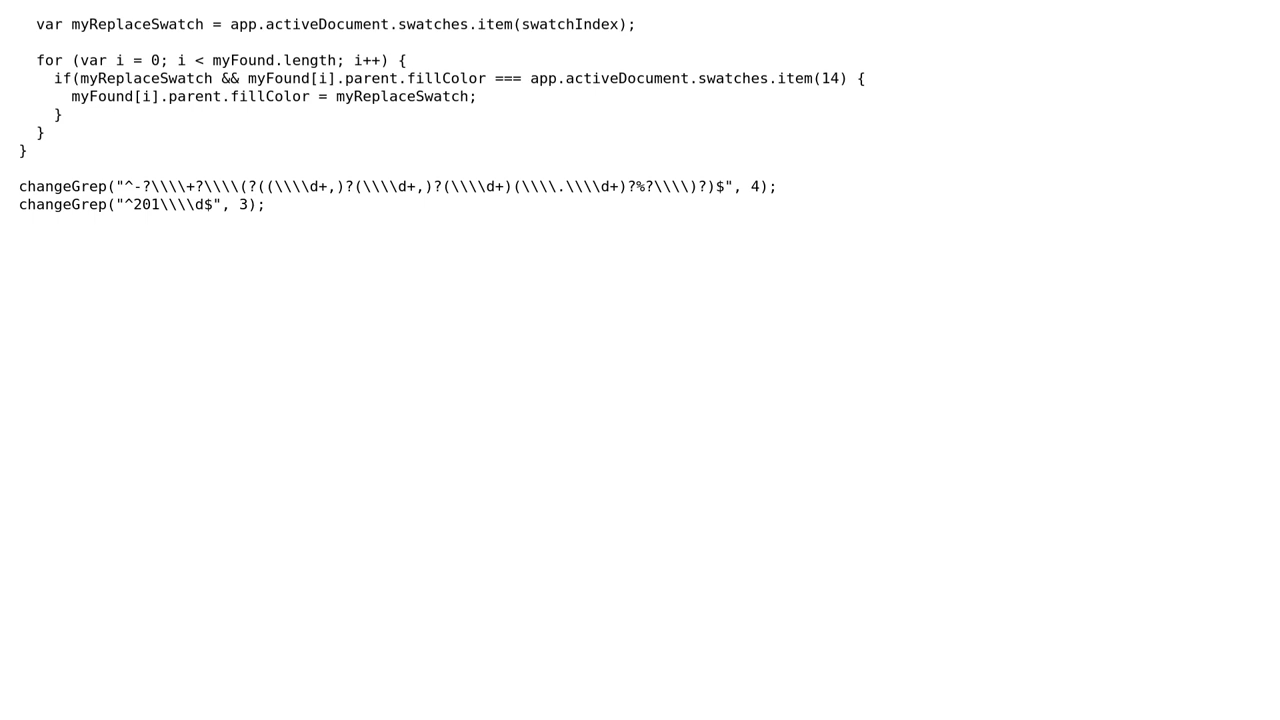 var myReplaceSwatch = app.activeDocument.swatches.item(swatchIndex);

  for (var i = 0; i < myFound.length; i++) {
    if(myReplaceSwatch && myFound[i].parent.fillColor === app.activeDocument.swatches.item(14) {
      myFound[i].parent.fillColor = myReplaceSwatch;
    }
  }
}

changeGrep("^-?\\\\+?\\\\(?((\\\\d+,)?(\\\\d+,)?(\\\\d+)(\\\\.\\\\d+)?%?\\\\)?)$", 4);
changeGrep("^201\\\\d$", 3);